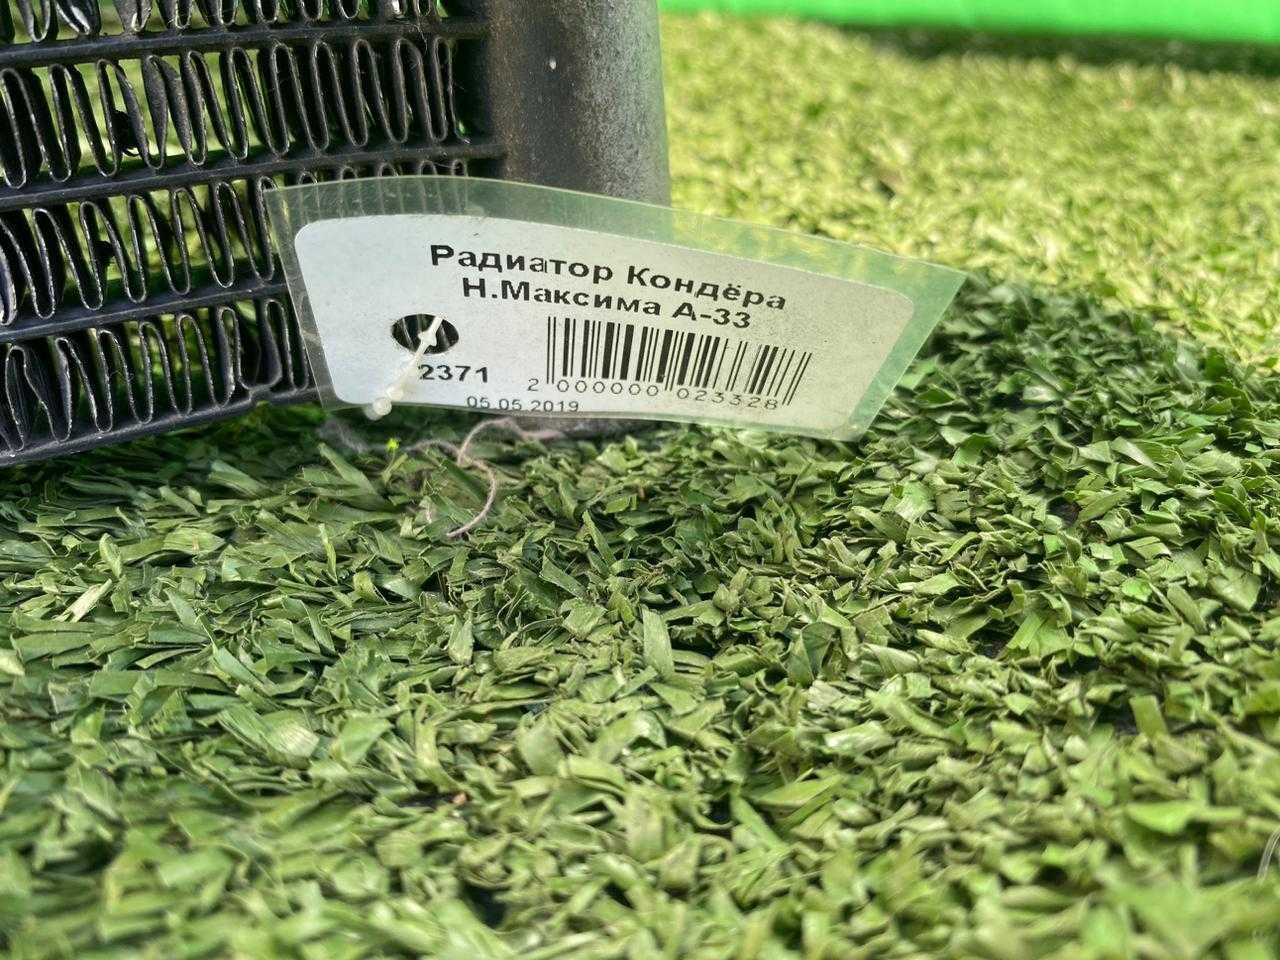 Радиатор Кондёра
Н.Максима А-33
2371
2 000000 023328
05.05.2019